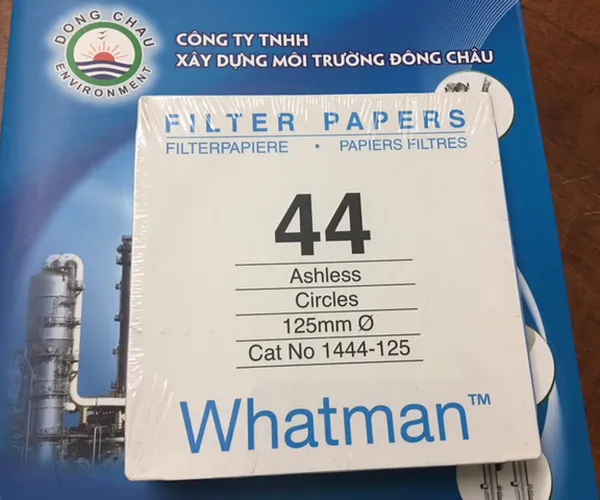 DONG CHAU
ENVIRONMENT
CÔNG TY TNHH
XÂY DỰNG MÔI TRƯỜNG ĐÔNG CHÂU
FILTER PAPERS
FILTERPAPIERE • PAPIERS FILTRES
44
Ashless
Circles
125mm Ø
Cat No 1444-125
Whatman™